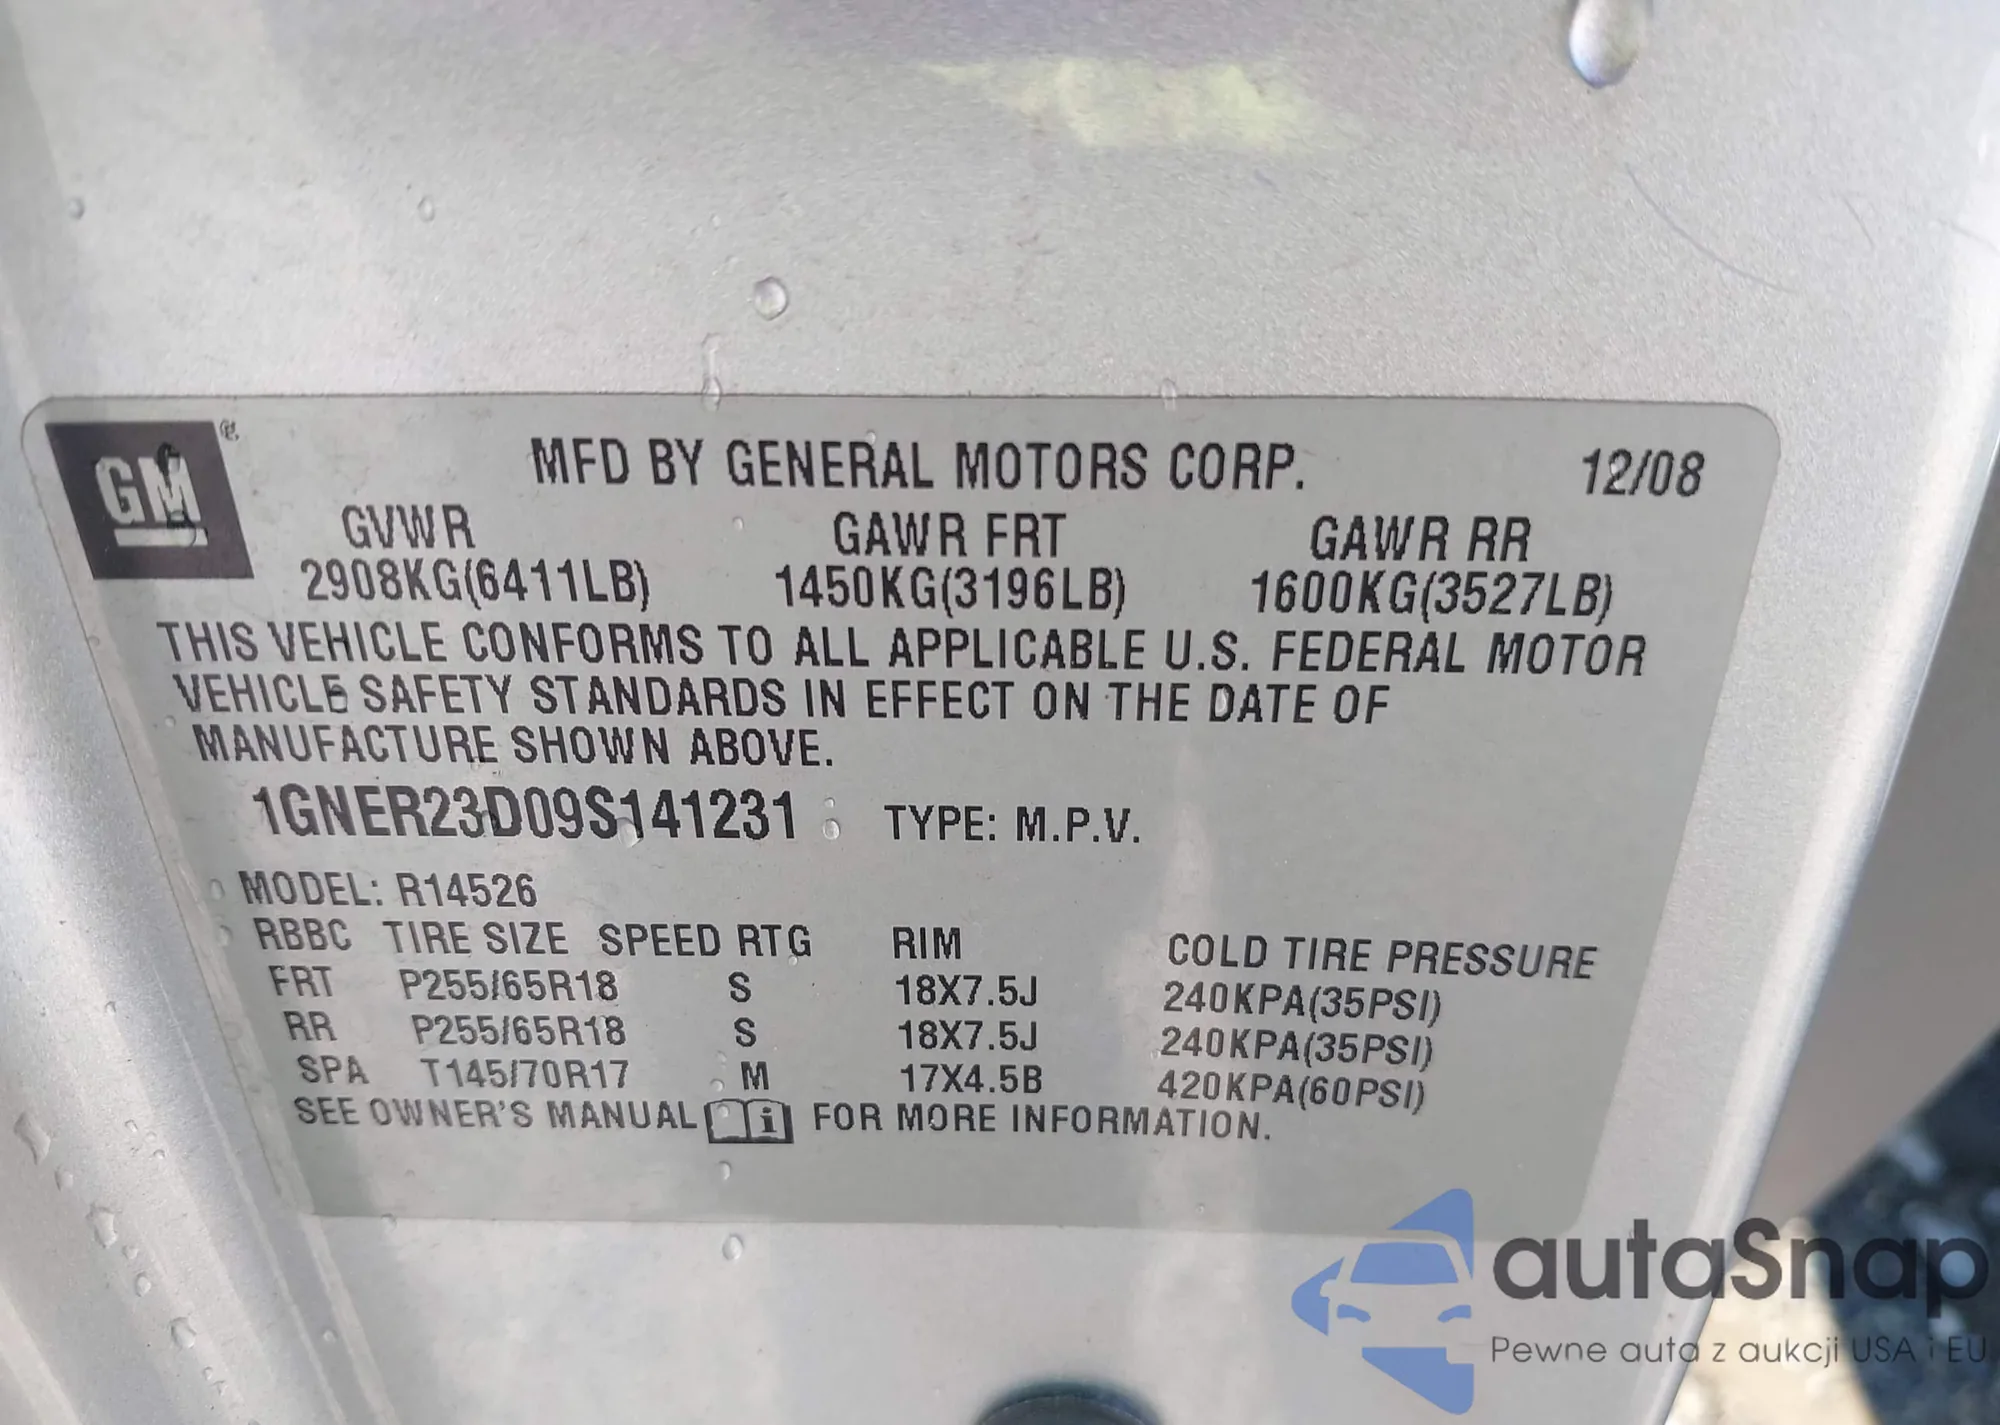 GM ®
MFD BY GENERAL MOTORS CORP. 12/08
GVWR GAWR FRT GAWR RR
2908KG(6411LB) 1450KG(3196LB) 1600KG(3527LB)
THIS VEHICLE CONFORMS TO ALL APPLICABLE U.S. FEDERAL MOTOR
VEHICLE SAFETY STANDARDS IN EFFECT ON THE DATE OF
MANUFACTURE SHOWN ABOVE.
1GNER23D09S141231 TYPE: M.P.V.
MODEL: R14526
RBBC TIRE SIZE SPEED RTG RIM COLD TIRE PRESSURE
FRT P255/65R18 S 18X7.5J 240KPA(35PSI)
RR P255/65R18 S 18X7.5J 240KPA(35PSI)
SPA T145/70R17 M 17X4.5B 420KPA(60PSI)
SEE OWNER'S MANUAL i FOR MORE INFORMATION.
autaSnap
Pewne auta z aukcji USA i EU